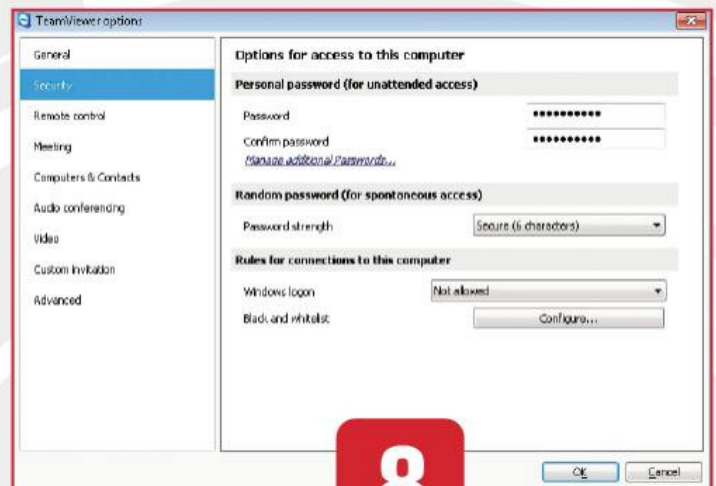 TeamViewer options
General
Security
Remote control
Meeting
Computers & Contacts
Audio conferencing
Video
Custom invitation
Advanced
Options for access to this computer
Personal password (for unattended access)
Password ••••••••••
Confirm password ••••••••••
Manage additional Passwords...
Random password (for spontaneous access)
Password strength Secure (6 characters)
Rules for connections to this computer
Windows logon Not allowed
Black and whitelist Configure...
8
OK Cancel